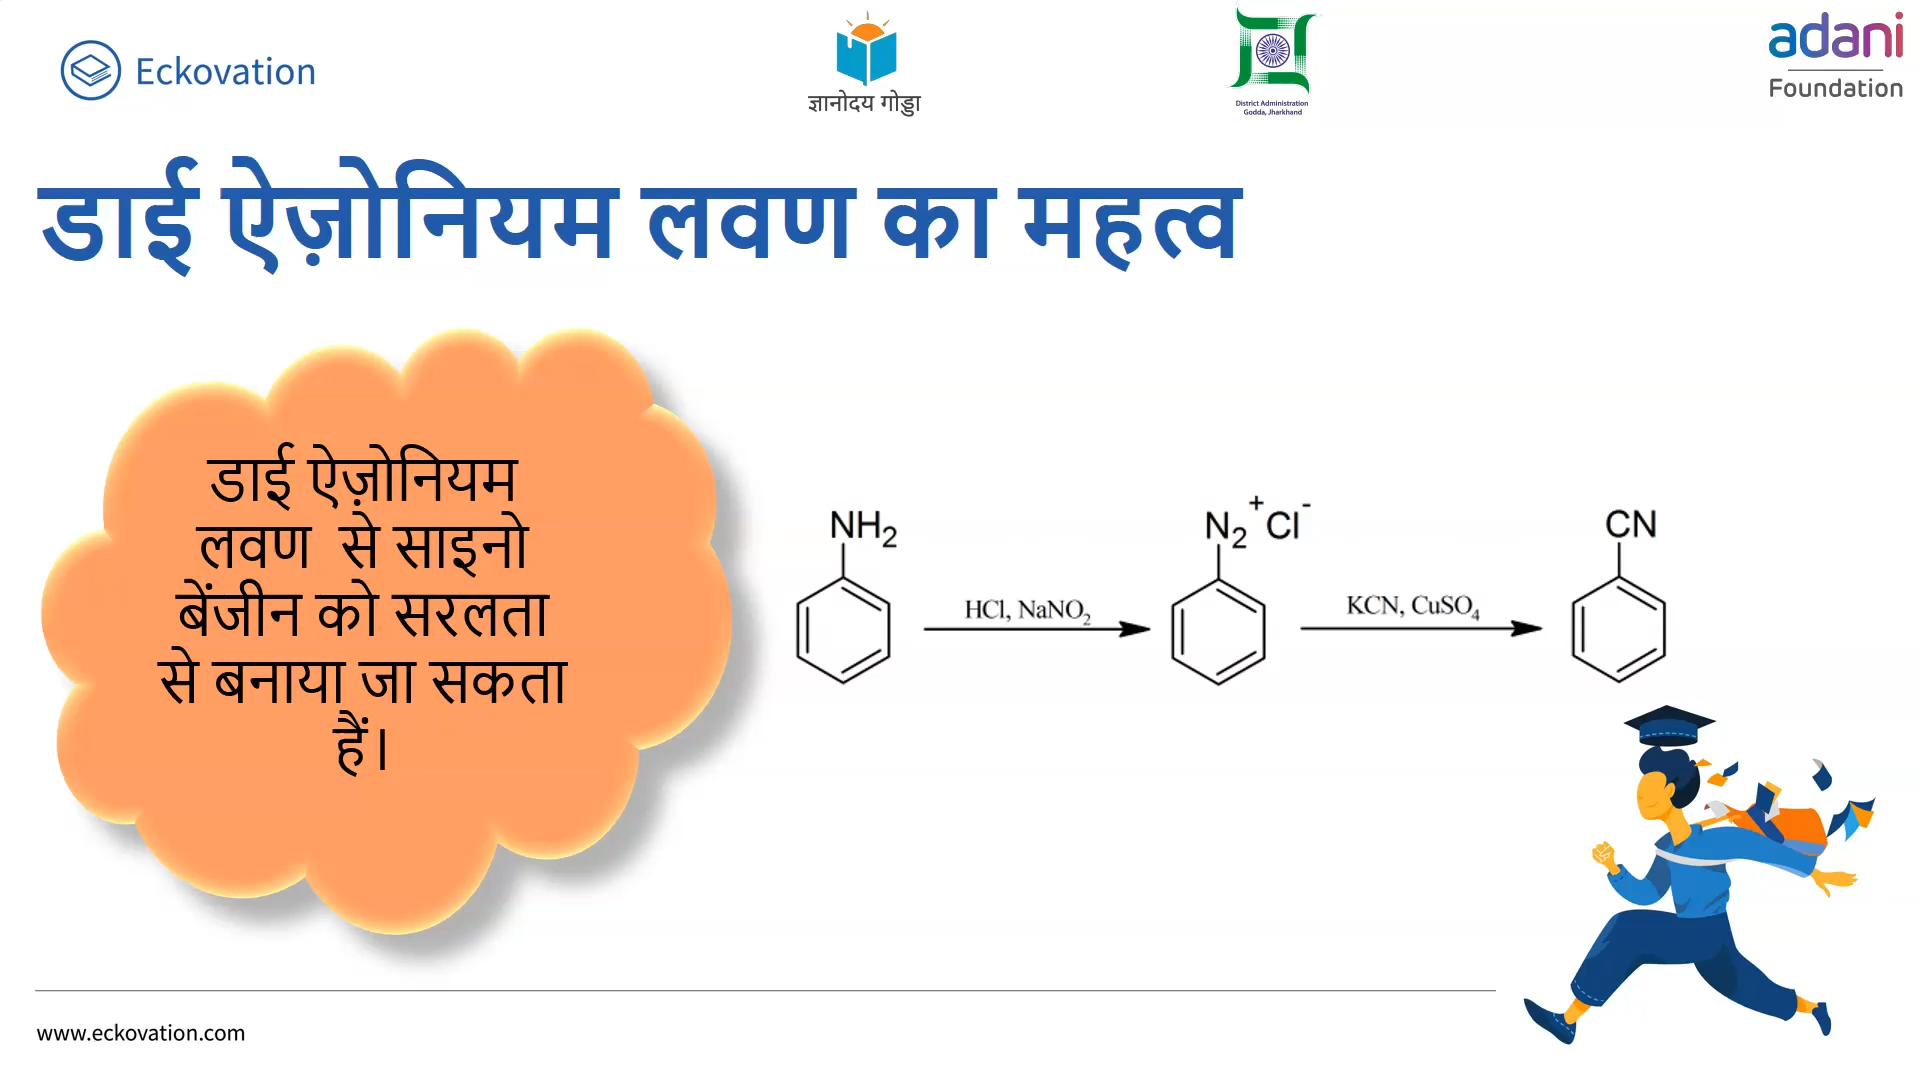 Eckovation
ज्ञानोदय गोड्डा
District Administration
Godda, Jharkhand
adani
Foundation
डाई ऐज़ोनियम लवण का महत्व
डाई ऐज़ोनियम
लवण से साइनो
बेंजीन को सरलता
से बनाया जा सकता
हैं।
NH₂
HCl, NaNO₂
N₂⁺Cl⁻
KCN, CuSO₄
CN
www.eckovation.com